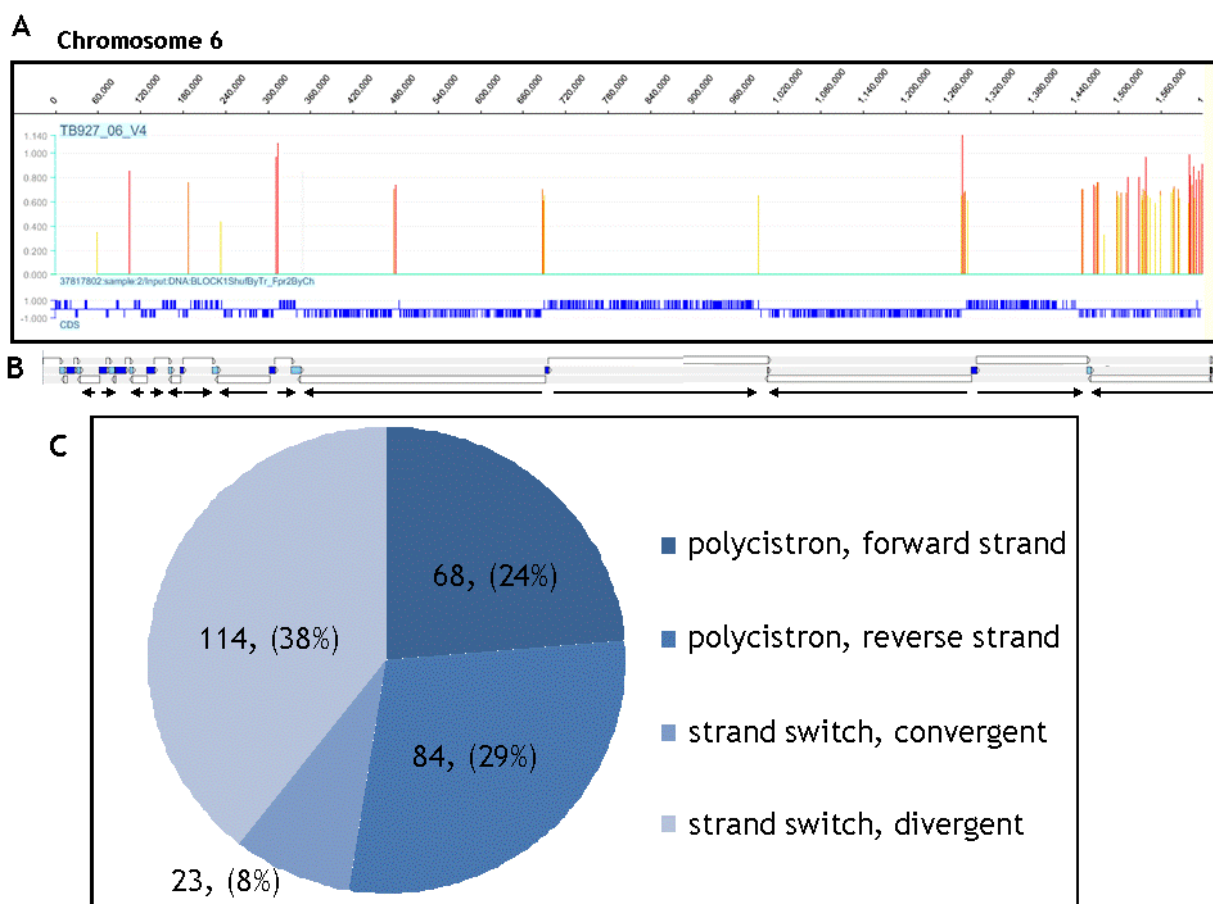 A
Chromosome 6
0 60,000 120,000 180,000 240,000 300,000 360,000 420,000 480,000 540,000 600,000 660,000 720,000 780,000 840,000 900,000 960,000 1,020,000 1,080,000 1,140,000 1,200,000 1,260,000 1,320,000 1,380,000 1,440,000 1,500,000 1,560,000
TB927_06_V4
1.140
1.000
0.800
0.600
0.400
0.200
0.000
37817802:sample:2/Input:DNA:BLOCK1ShufByTr_Fpr2ByCh
1.000
-1.000
CDS
B
C
68, (24%)
polycistron, forward strand
114, (38%)
polycistron, reverse strand
84, (29%)
strand switch, convergent
strand switch, divergent
23, (8%)